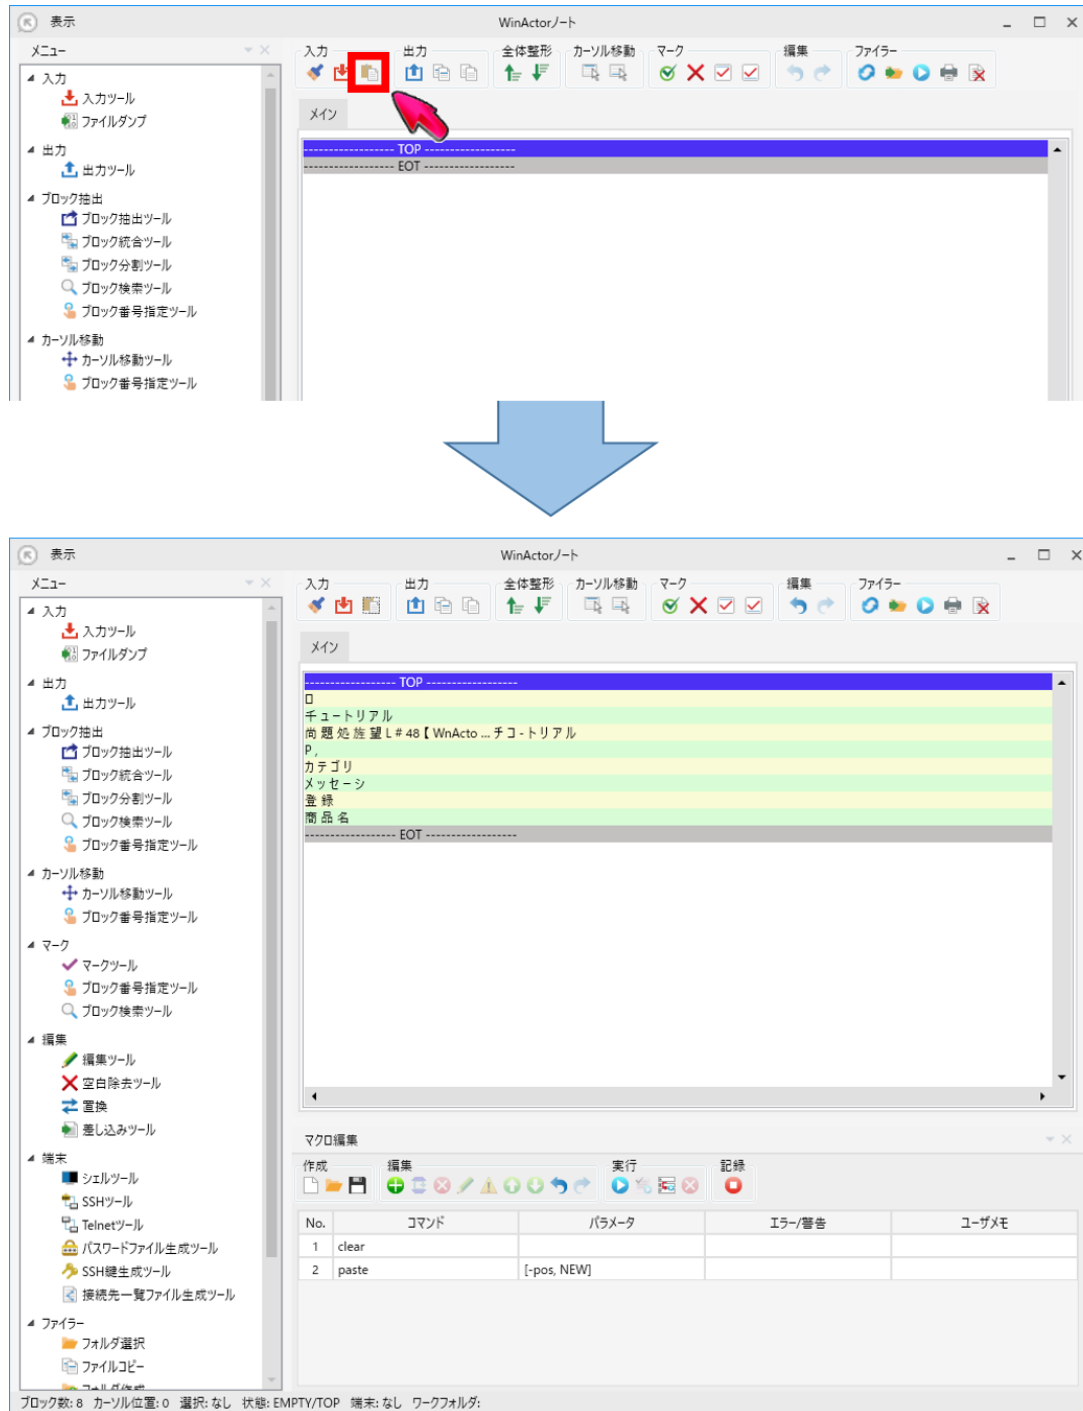 表示
WinActorノート
メニュー
入力
入力ツール
ファイルダンプ
出力
出力ツール
ブロック抽出
ブロック抽出ツール
ブロック統合ツール
ブロック分割ツール
ブロック検索ツール
ブロック番号指定ツール
カーソル移動
カーソル移動ツール
ブロック番号指定ツール
入力 出力 全体整形 カーソル移動 マーク 編集 ファイラー
メイン
------------------ TOP ------------------
------------------ EOT ------------------
表示
WinActorノート
メニュー
入力
入力ツール
ファイルダンプ
出力
出力ツール
ブロック抽出
ブロック抽出ツール
ブロック統合ツール
ブロック分割ツール
ブロック検索ツール
ブロック番号指定ツール
カーソル移動
カーソル移動ツール
ブロック番号指定ツール
マーク
マークツール
ブロック番号指定ツール
ブロック検索ツール
編集
編集ツール
空白除去ツール
置換
差し込みツール
端末
シェルツール
SSHツール
Telnetツール
パスワードファイル生成ツール
SSH鍵生成ツール
接続先一覧ファイル生成ツール
ファイラー
フォルダ選択
ファイルコピー
入力 出力 全体整形 カーソル移動 マーク 編集 ファイラー
メイン
------------------ TOP ------------------
ロ
チュートリアル
尚 題 処 旌 望 L # 48【 WnActo ... チ コ - ト リ ア ル
P ,
カ テ ゴ リ
メ ッ セ ー シ
登 録
商 品 名
------------------ EOT ------------------
マクロ編集
作成 編集 実行 記録
No. コマンド パラメータ エラー/警告 ユーザメモ
1 clear
2 paste [-pos, NEW]
ブロック数: 8 カーソル位置: 0 選択: なし 状態: EMPTY/TOP 端末: なし ワークフォルダ: